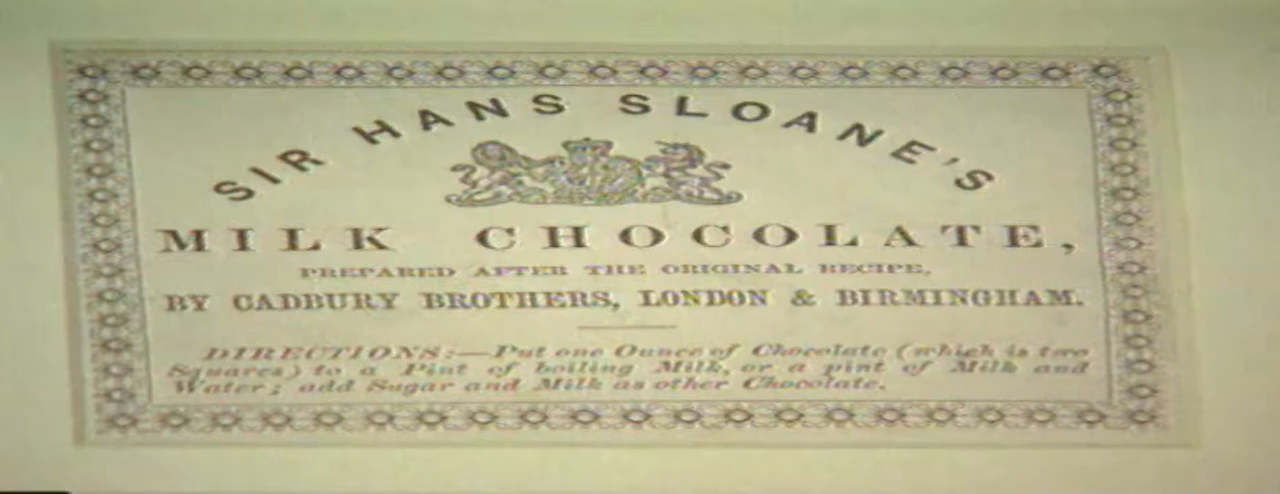 SIR HANS SLOANE'S
MILK CHOCOLATE,
PREPARED AFTER THE ORIGINAL RECIPE,
BY CADBURY BROTHERS, LONDON & BIRMINGHAM.
DIRECTIONS:—Put one Ounce of Chocolate (which is two
Squares) to a Pint of boiling Milk, or a pint of Milk and
Water; add Sugar and Milk as other Chocolate.